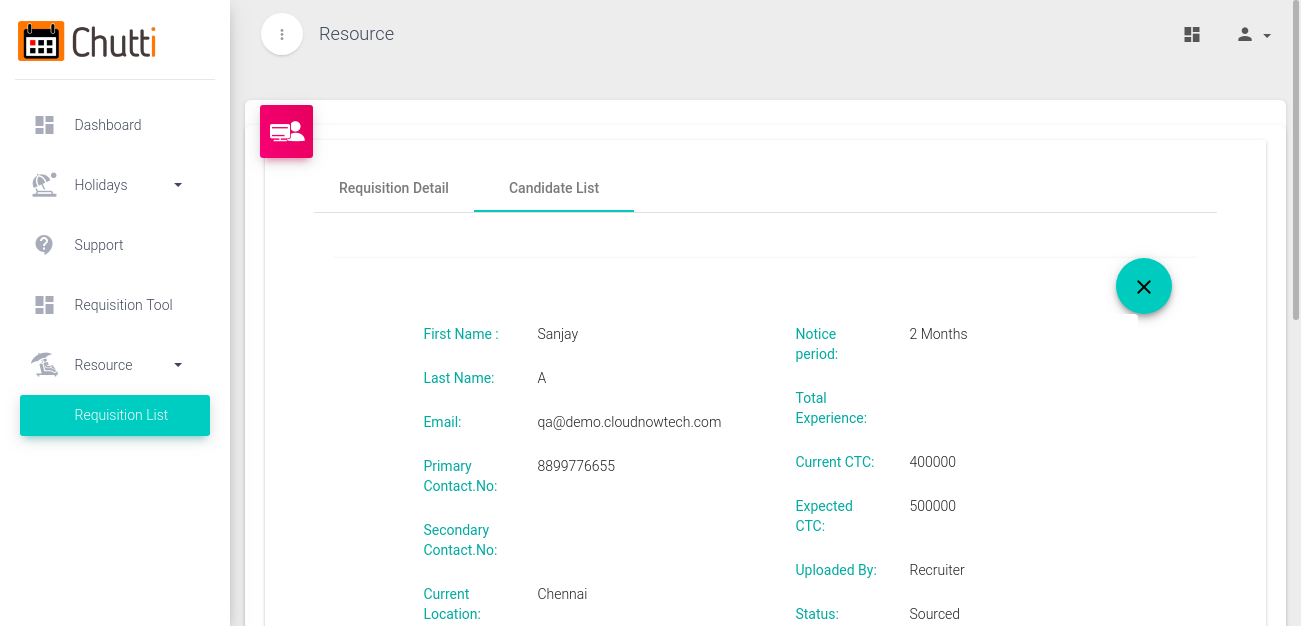 Chutti
Resource
Dashboard
Holidays
Support
Requisition Tool
Resource
Requisition List
Requisition Detail
Candidate List
First Name :
Sanjay
Last Name:
A
Email:
qa@demo.cloudnowtech.com
Primary
Contact.No:
8899776655
Secondary
Contact.No:
Current
Location:
Chennai
Notice
period:
2 Months
Total
Experience:
Current CTC:
400000
Expected
CTC:
500000
Uploaded By:
Recruiter
Status:
Sourced